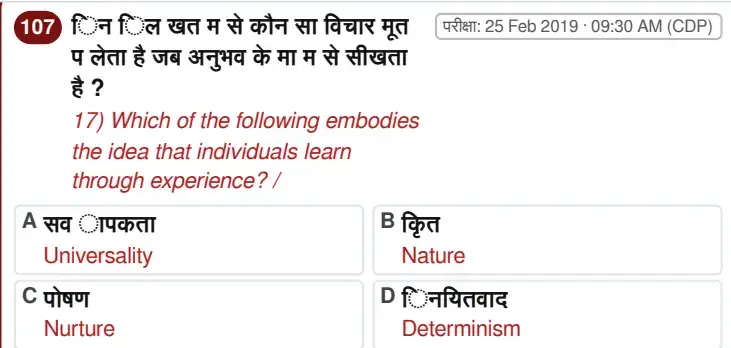 107 िन िल खत म से कौन सा विचार मूत
परीक्षा: 25 Feb 2019 · 09:30 AM (CDP)
प लेता है जब अनुभव के मा म से सीखता
है ?
17) Which of the following embodies
the idea that individuals learn
through experience? /
A सव ापकता
Universality
B कृित
Nature
C पोषण
Nurture
D िनयितवाद
Determinism